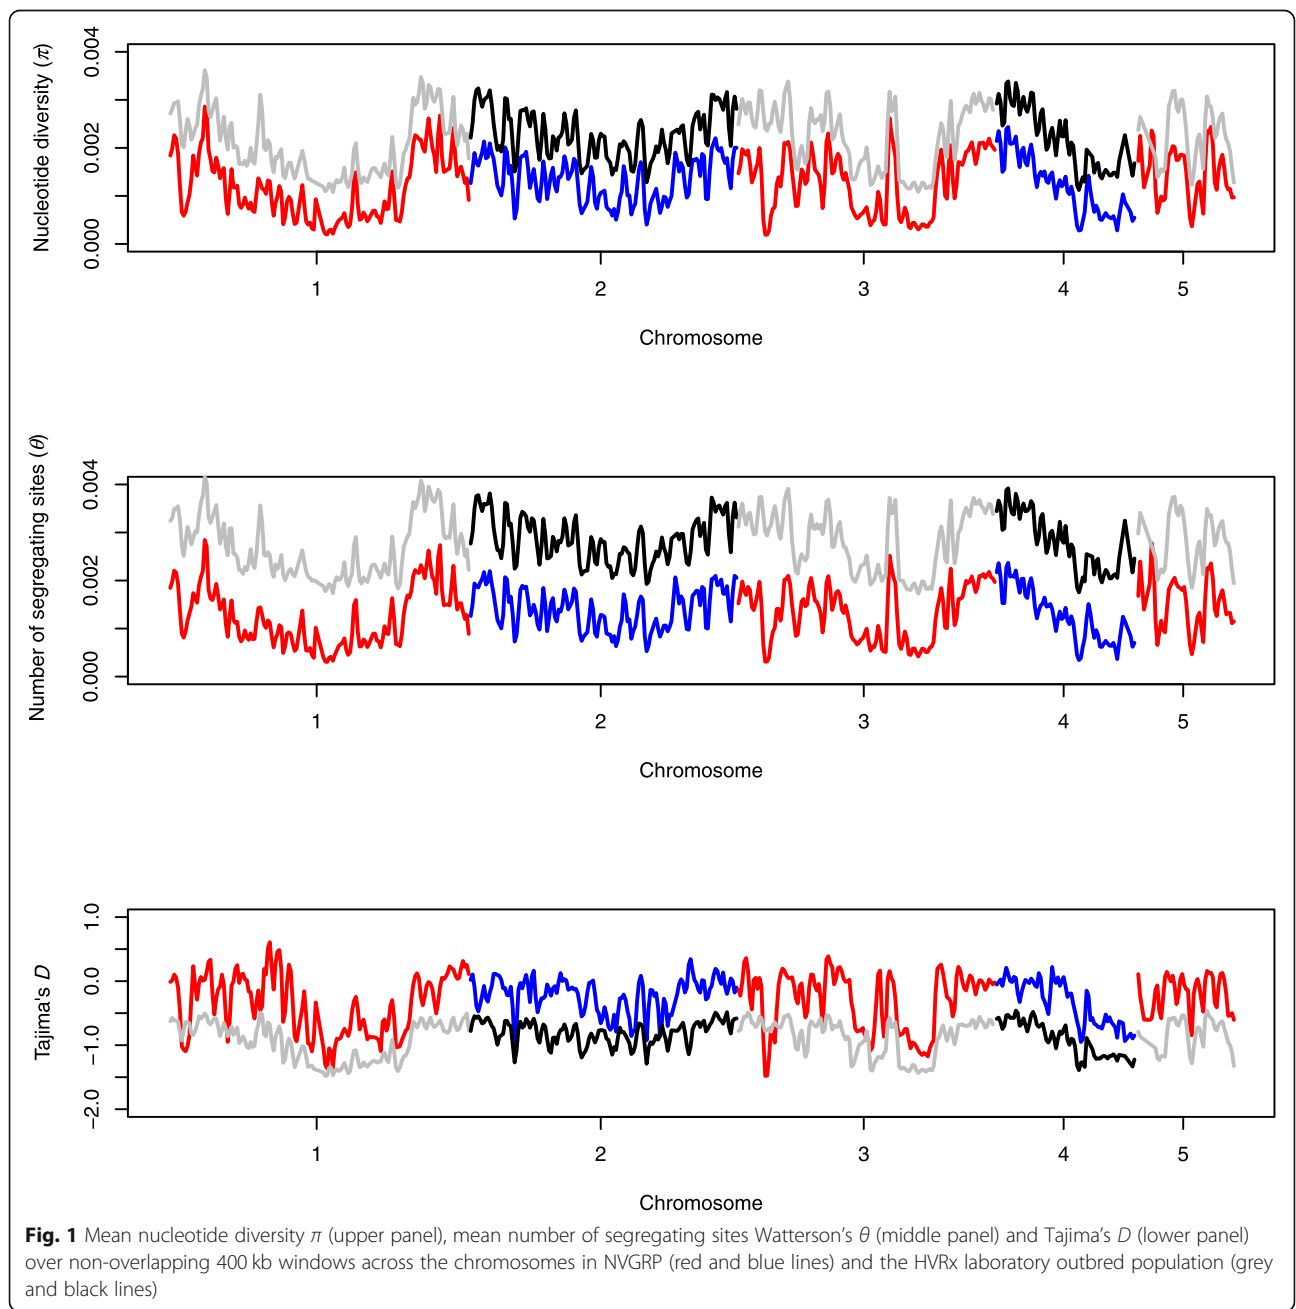 Nucleotide diversity (π)
0.004
0.002
0.000
1 2 3 4 5
Chromosome
Number of segregating sites (θ)
0.004
0.002
0.000
1 2 3 4 5
Chromosome
Tajima's D
1.0
0.0
−1.0
−2.0
1 2 3 4 5
Chromosome
Fig. 1 Mean nucleotide diversity π (upper panel), mean number of segregating sites Watterson's θ (middle panel) and Tajima's D (lower panel)
over non-overlapping 400 kb windows across the chromosomes in NVGRP (red and blue lines) and the HVRx laboratory outbred population (grey
and black lines)